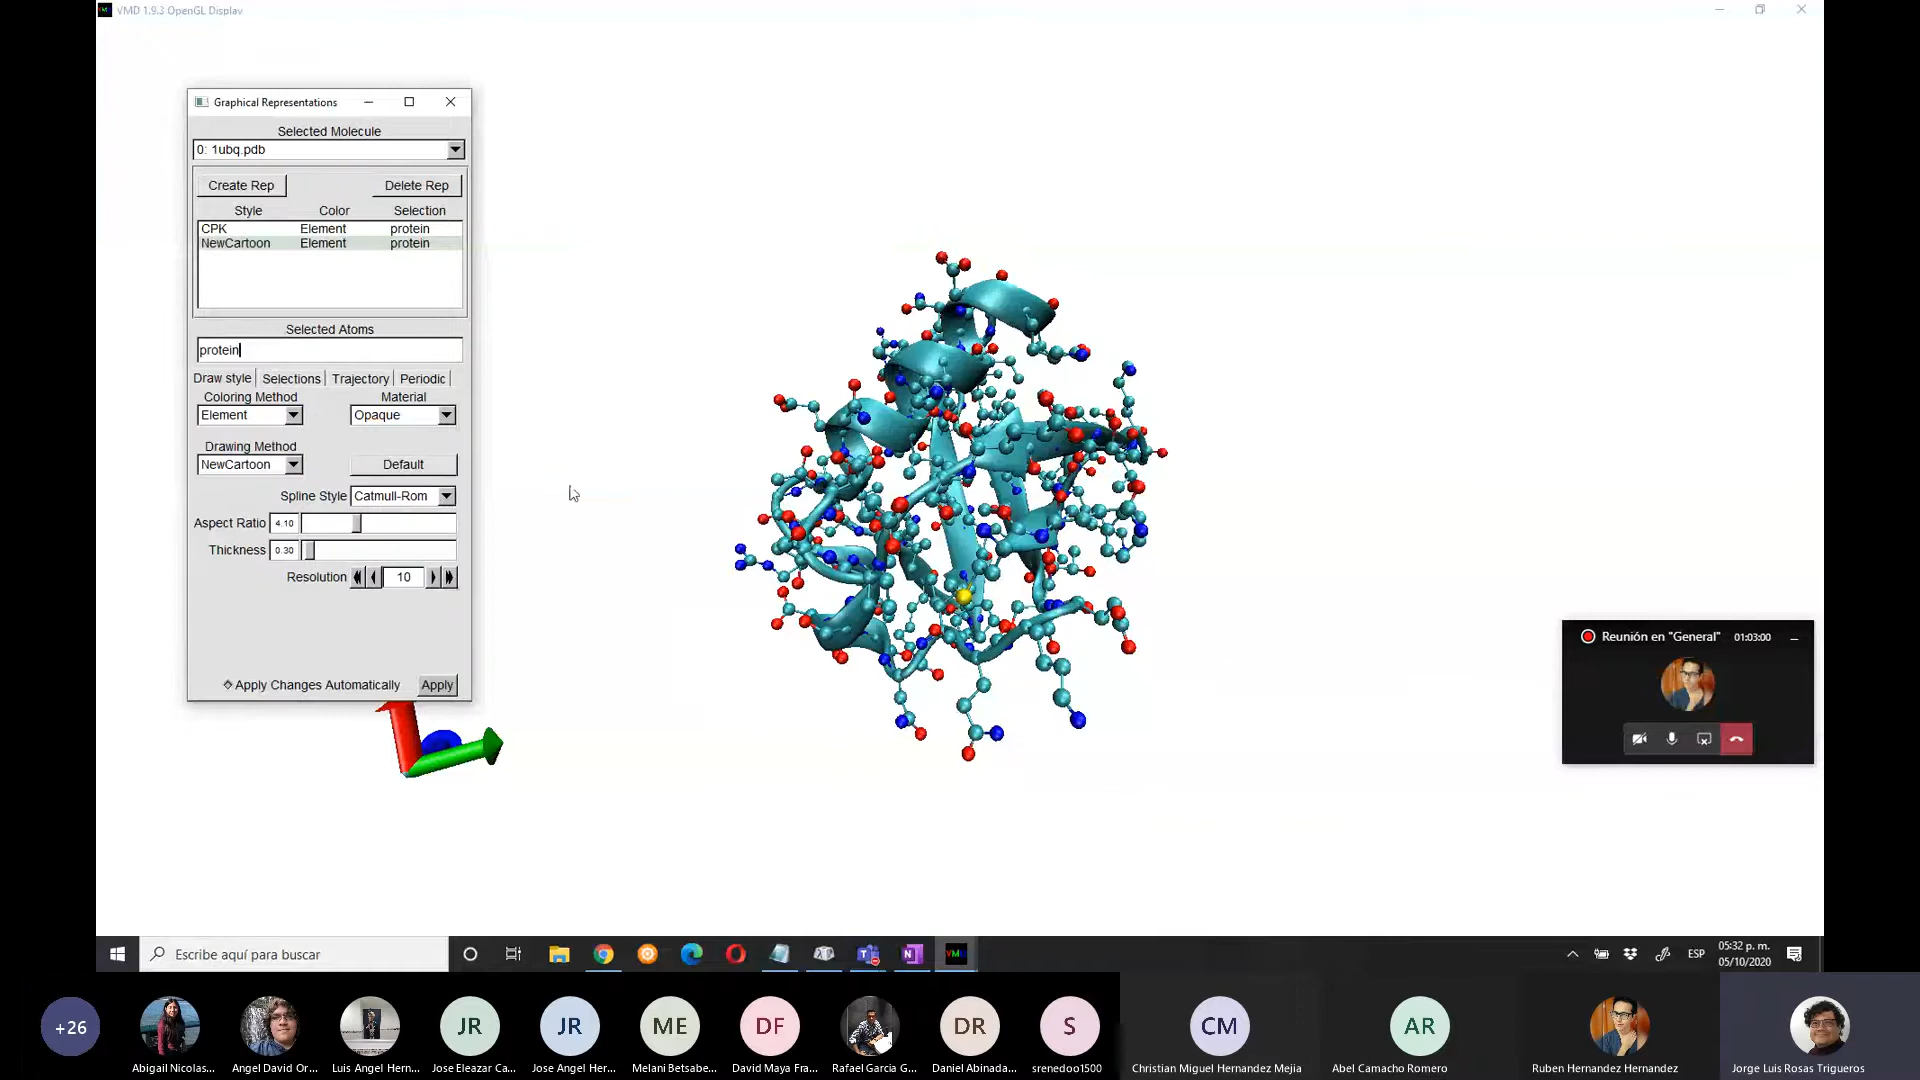 VMD 1.9.3 OpenGL Display
Graphical Representations
Selected Molecule
0: 1ubq.pdb
Create Rep
Delete Rep
Style Color Selection
CPK Element protein
NewCartoon Element protein
Selected Atoms
protein
Draw style Selections Trajectory Periodic
Coloring Method Material
Element Opaque
Drawing Method
NewCartoon Default
Spline Style Catmull-Rom
Aspect Ratio 4.10
Thickness 0.30
Resolution 10
Apply Changes Automatically Apply
Reunión en "General" 01:03:00
Escribe aquí para buscar
ESP
05:32 p. m.
05/10/2020
+26
JR
JR
ME
DF
DR
S
CM
AR
Abigail Nicolas...
Angel David Or...
Luis Angel Hern...
Jose Eleazar Ca...
Jose Angel Her...
Melani Betsabe...
David Maya Fra...
Rafael Garcia G...
Daniel Abinada...
srenedoo1500
Christian Miguel Hernandez Mejia
Abel Camacho Romero
Ruben Hernandez Hernandez
Jorge Luis Rosas Trigueros